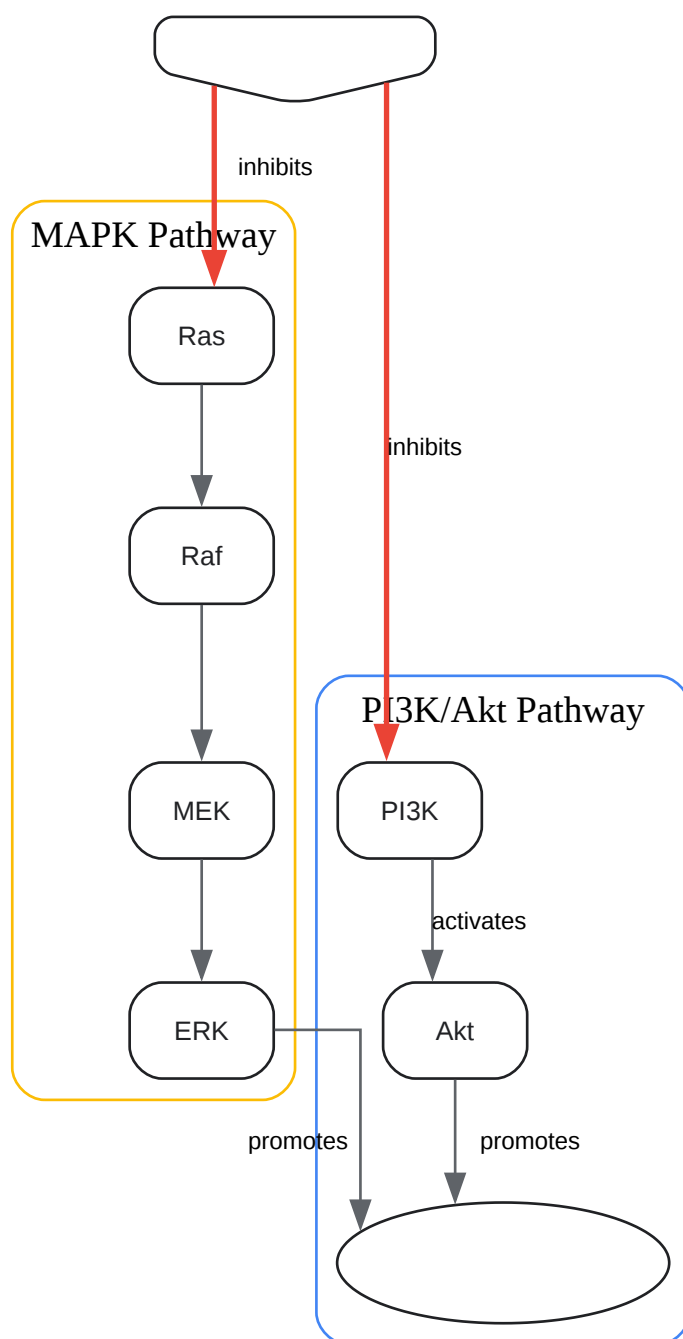 inhibits
MAPK Pathway
Ras
inhibits
Raf
PI3K/Akt Pathway
MEK
PI3K
activates
ERK
Akt
promotes
promotes